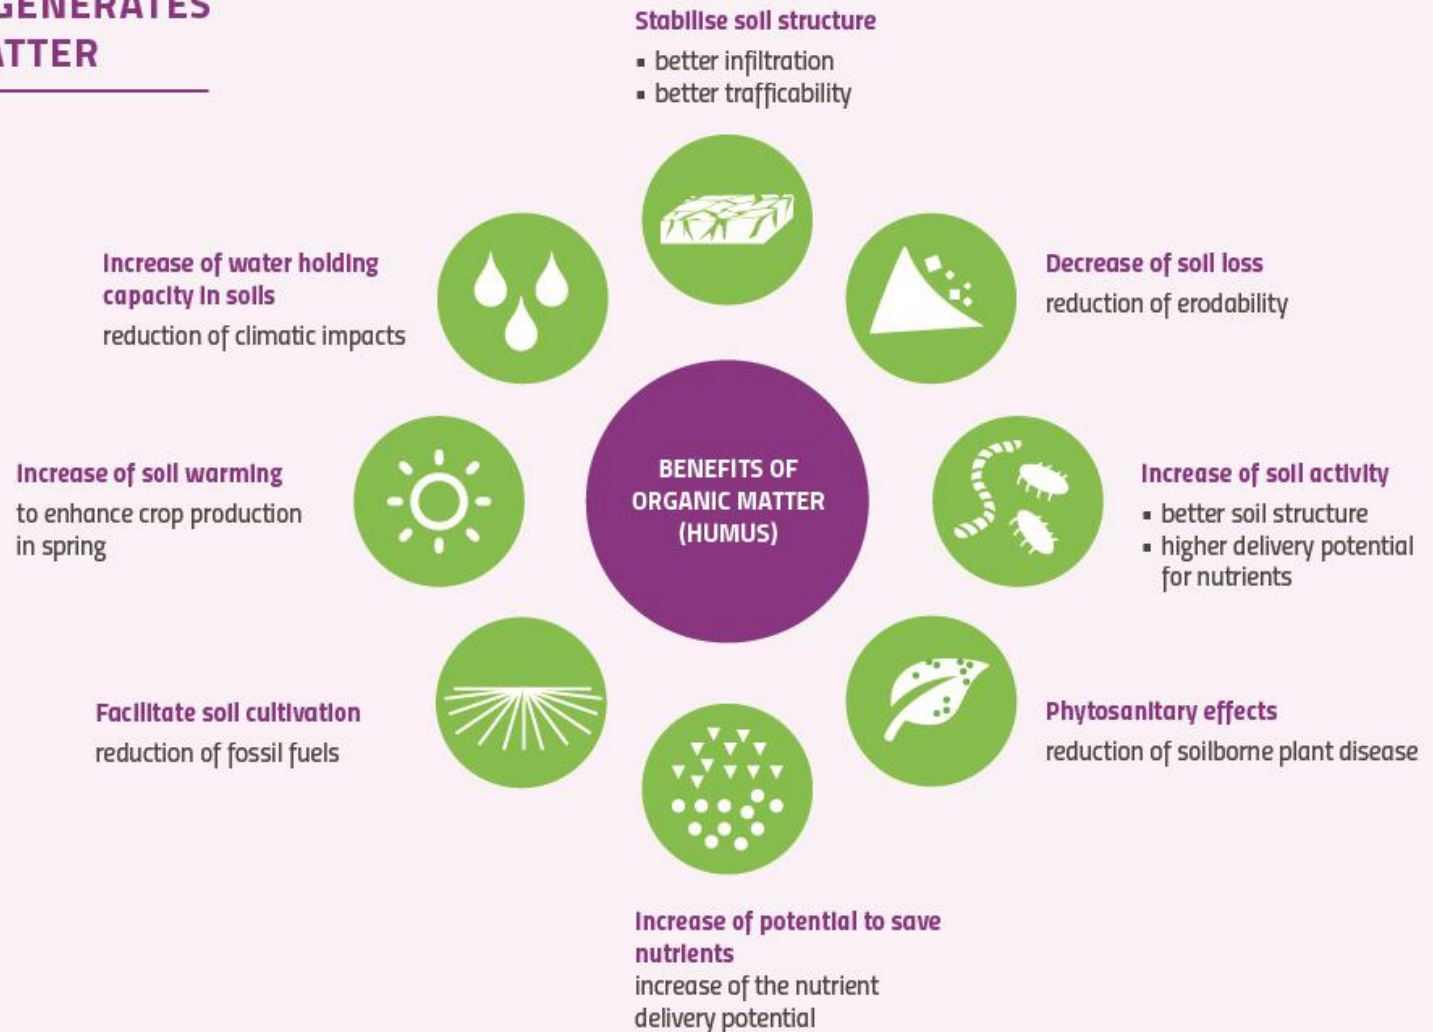 GENERATES
ATTER
Stabilise soil structure
▪ better infiltration
▪ better trafficability
Decrease of soil loss
reduction of erodability
Increase of soil activity
▪ better soil structure
▪ higher delivery potential
for nutrients
Phytosanitary effects
reduction of soilborne plant disease
Increase of potential to save
nutrients
increase of the nutrient
delivery potential
Facilitate soil cultivation
reduction of fossil fuels
Increase of soil warming
to enhance crop production
in spring
Increase of water holding
capacity in soils
reduction of climatic impacts
BENEFITS OF
ORGANIC MATTER
(HUMUS)